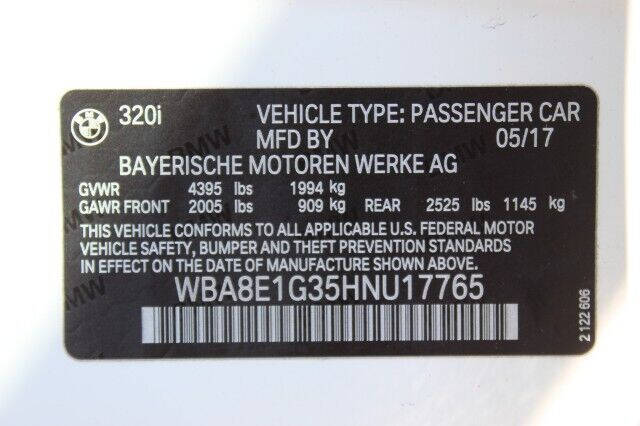 320i VEHICLE TYPE: PASSENGER CAR
MFD BY 05/17
BAYERISCHE MOTOREN WERKE AG
GVWR 4395 lbs 1994 kg
GAWR FRONT 2005 lbs 909 kg REAR 2525 lbs 1145 kg
THIS VEHICLE CONFORMS TO ALL APPLICABLE U.S. FEDERAL MOTOR
VEHICLE SAFETY, BUMPER AND THEFT PREVENTION STANDARDS
IN EFFECT ON THE DATE OF MANUFACTURE SHOWN ABOVE.
WBA8E1G35HNU17765
2 122 606